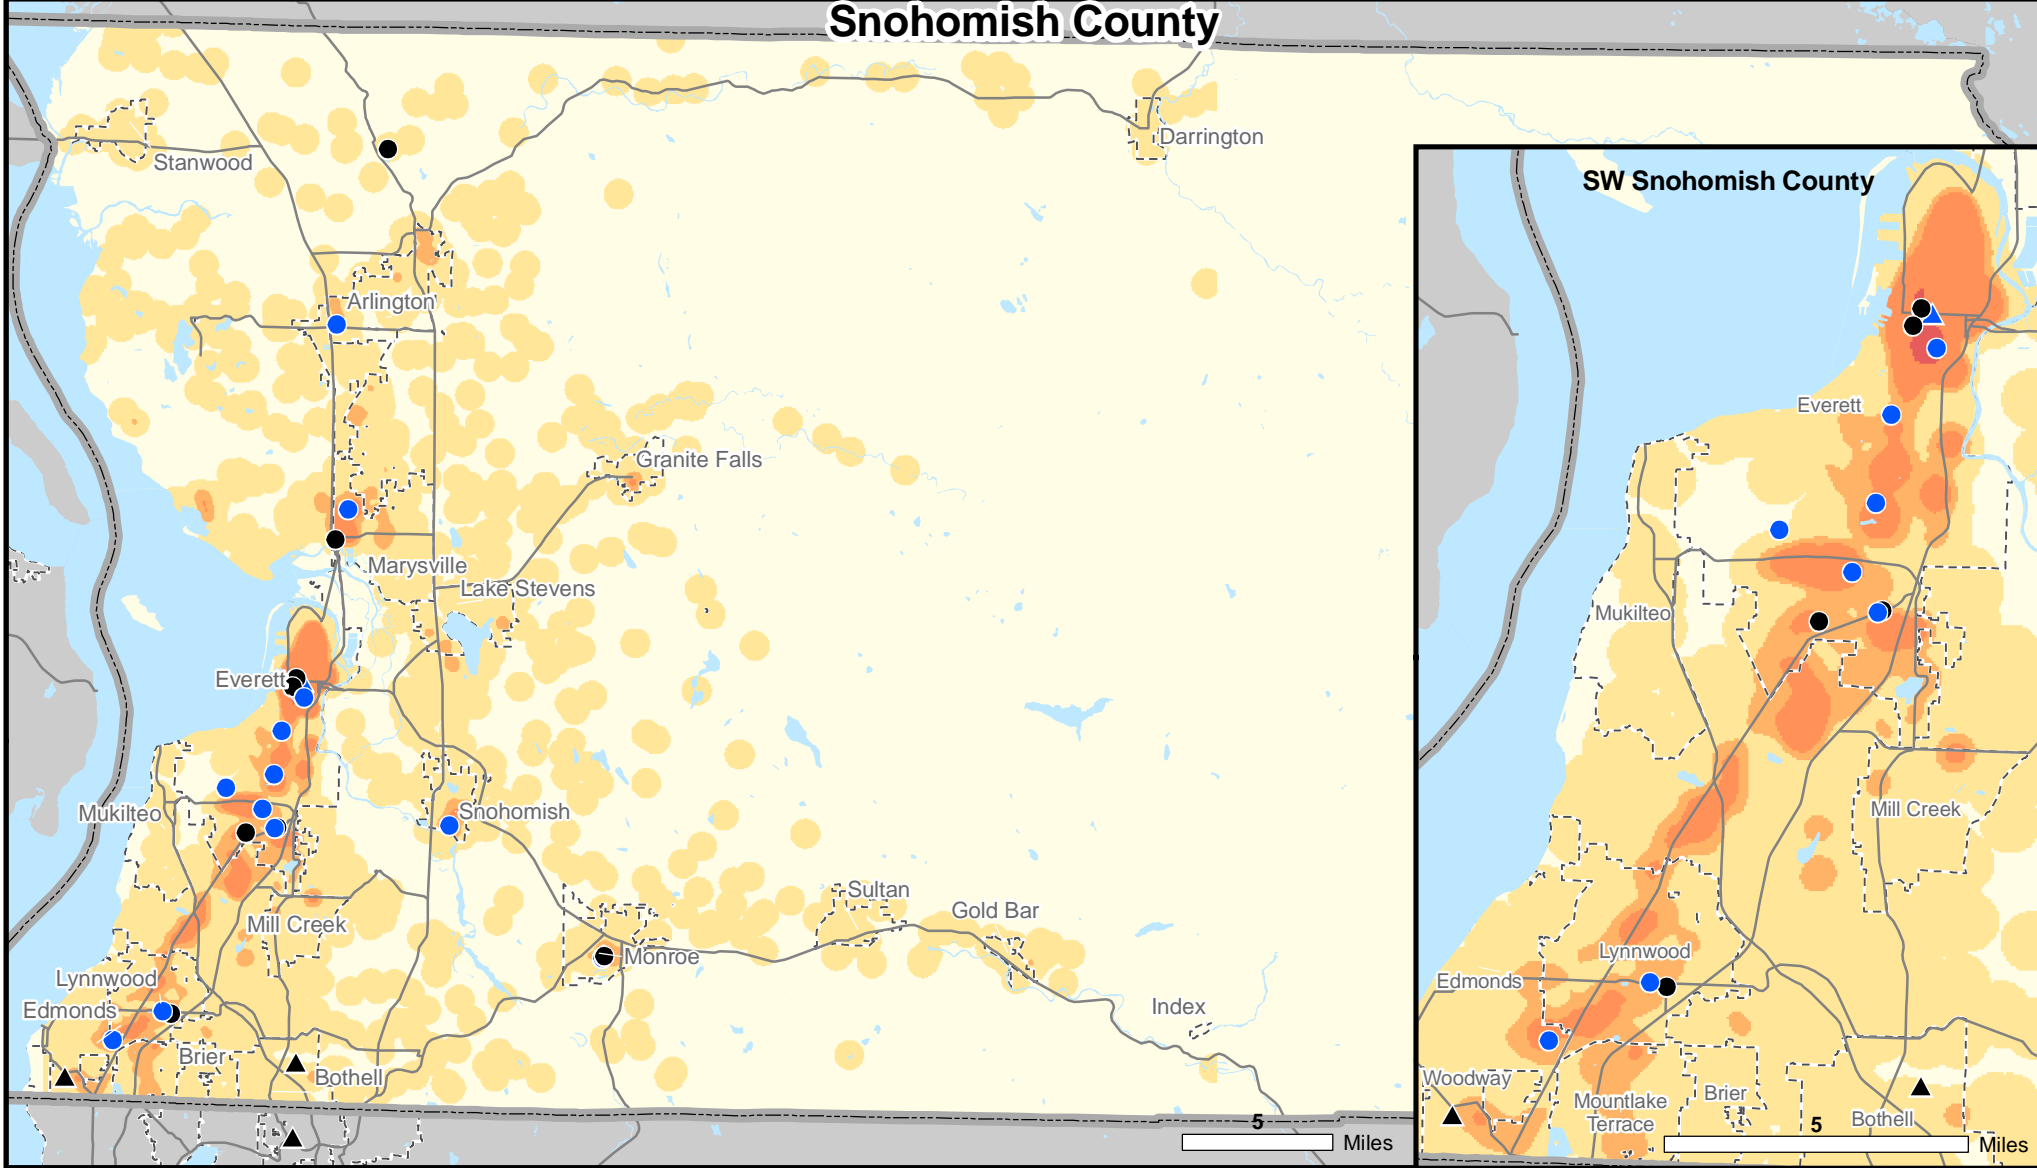 Snohomish County
Stanwood
Darrington
Arlington
Granite Falls
Marysville
Lake Stevens
Everett
Mukilteo
Snohomish
Mill Creek
Sultan
Gold Bar
Monroe
Lynnwood
Edmonds
Index
Brier
Bothell
5
Miles
SW Snohomish County
Everett
Mukilteo
Mill Creek
Lynnwood
Edmonds
Woodway
Mountlake
Terrace
Brier
Bothell
5
Miles